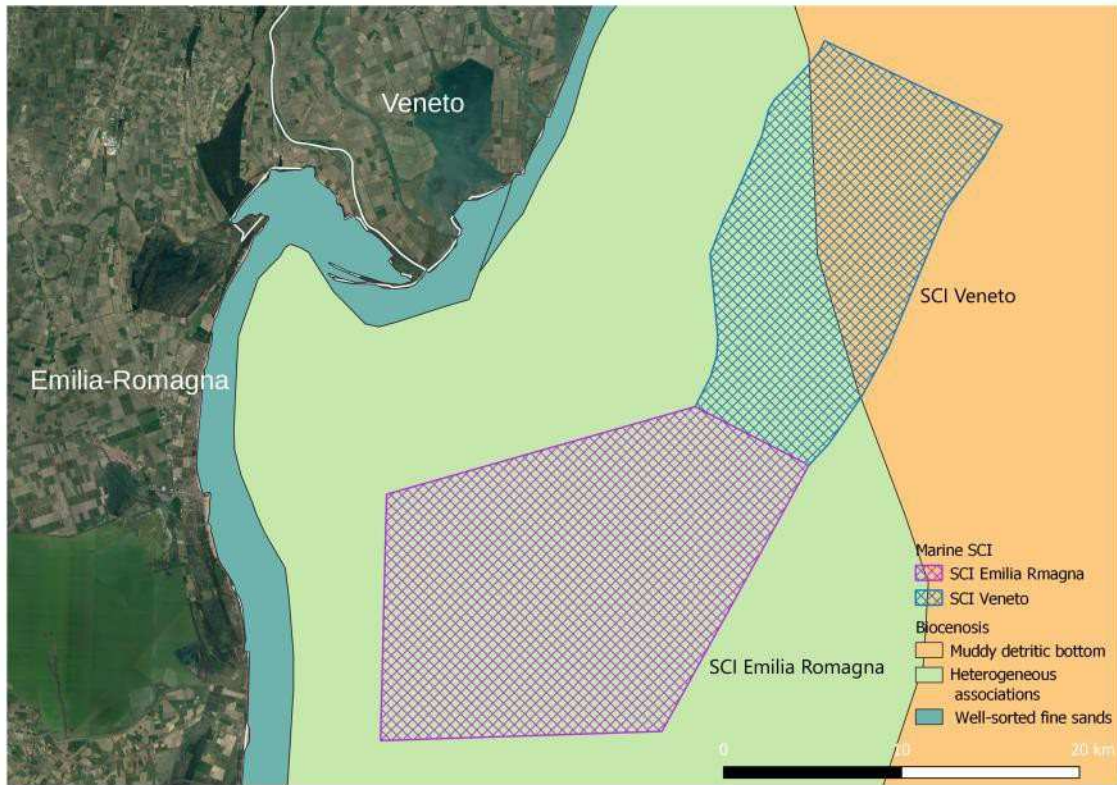 Veneto
SCI Veneto
Emilia-Romagna
Marine SCI
SCI Emilia Rmagna
SCI Veneto
Biocenosis
SCI Emilia Romagna
Muddy detritic bottom
Heterogeneous
associations
Well-sorted fine sands
0 10 20 km